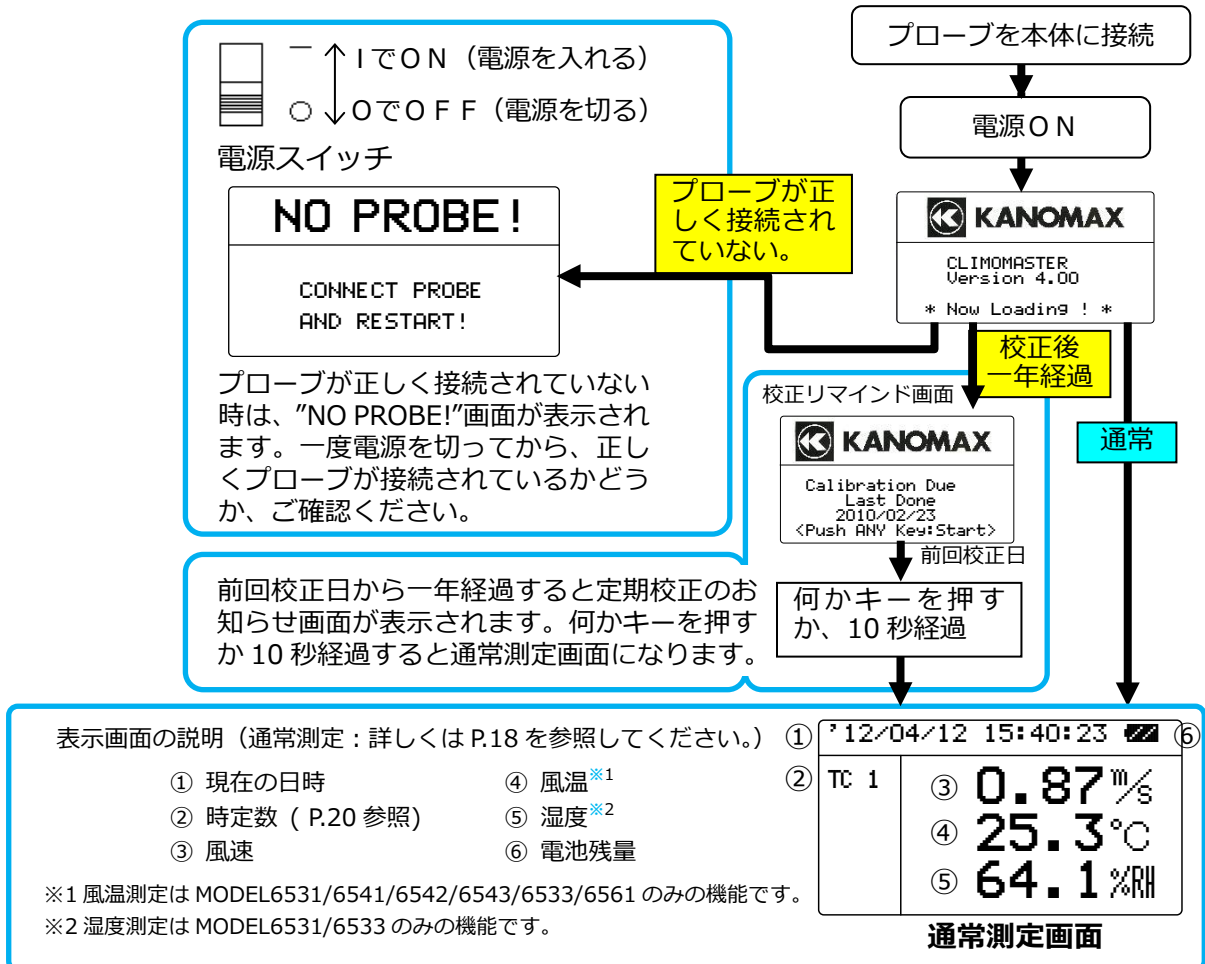 プローブを本体に接続
電源ＯＮ
KANOMAX
CLIMOMASTER
Version 4.00
* Now Loading ! *
IでＯＮ（電源を入れる）
OでＯＦＦ（電源を切る）
電源スイッチ
NO PROBE!
CONNECT PROBE
AND RESTART!
プローブが正しく接続されていない
時は、”NO PROBE!”画面が表示され
ます。一度電源を切ってから、正し
くプローブが接続されているかどう
か、ご確認ください。
プローブが正
しく接続され
ていない。
校正後
一年経過
通常
校正リマインド画面
KANOMAX
Calibration Due
Last Done
2010/02/23
<Push ANY Key:Start>
前回校正日
何かキーを押す
か、10 秒経過
前回校正日から一年経過すると定期校正のお
知らせ画面が表示されます。何かキーを押す
か 10 秒経過すると通常測定画面になります。
表示画面の説明（通常測定：詳しくは P.18 を参照してください。）
① 現在の日時
② 時定数 ( P.20 参照)
③ 風速
④ 風温※1
⑤ 湿度※2
⑥ 電池残量
※1 風温測定は MODEL6531/6541/6542/6543/6533/6561 のみの機能です。
※2 湿度測定は MODEL6531/6533 のみの機能です。
① '12/04/12 15:40:23 ⑥
② TC 1
③ 0.87 m/s
④ 25.3 ℃
⑤ 64.1 %RH
通常測定画面